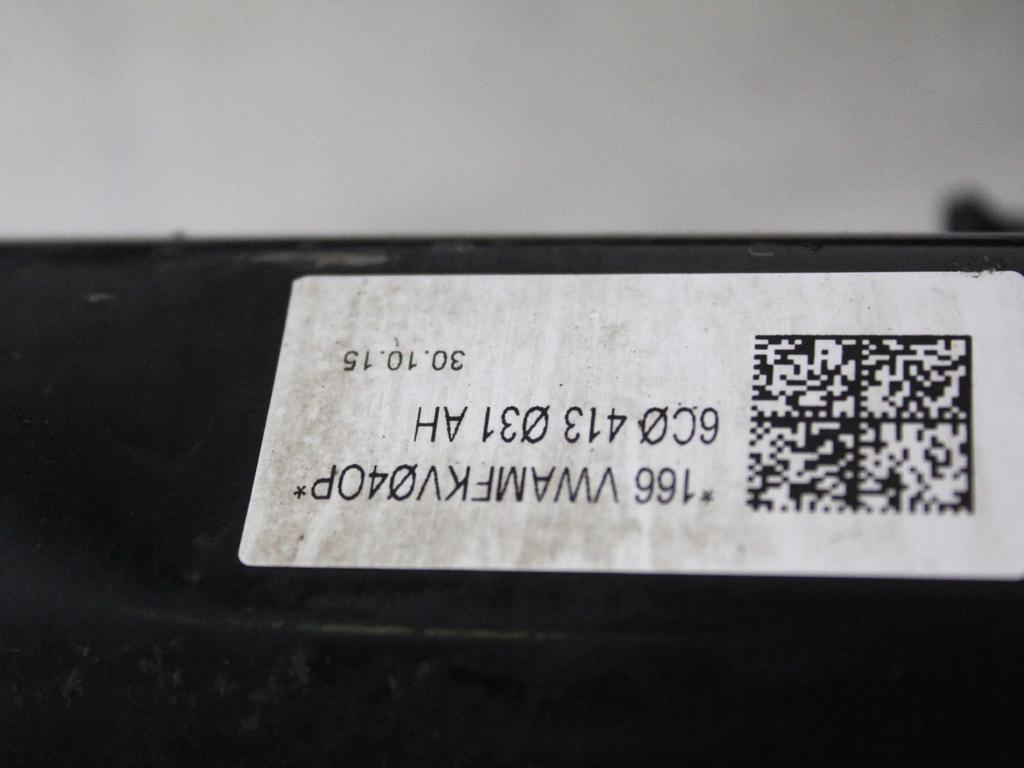 *166 VWAMFKVØ4OP*
6CØ 413 Ø31 AH
30.10.15